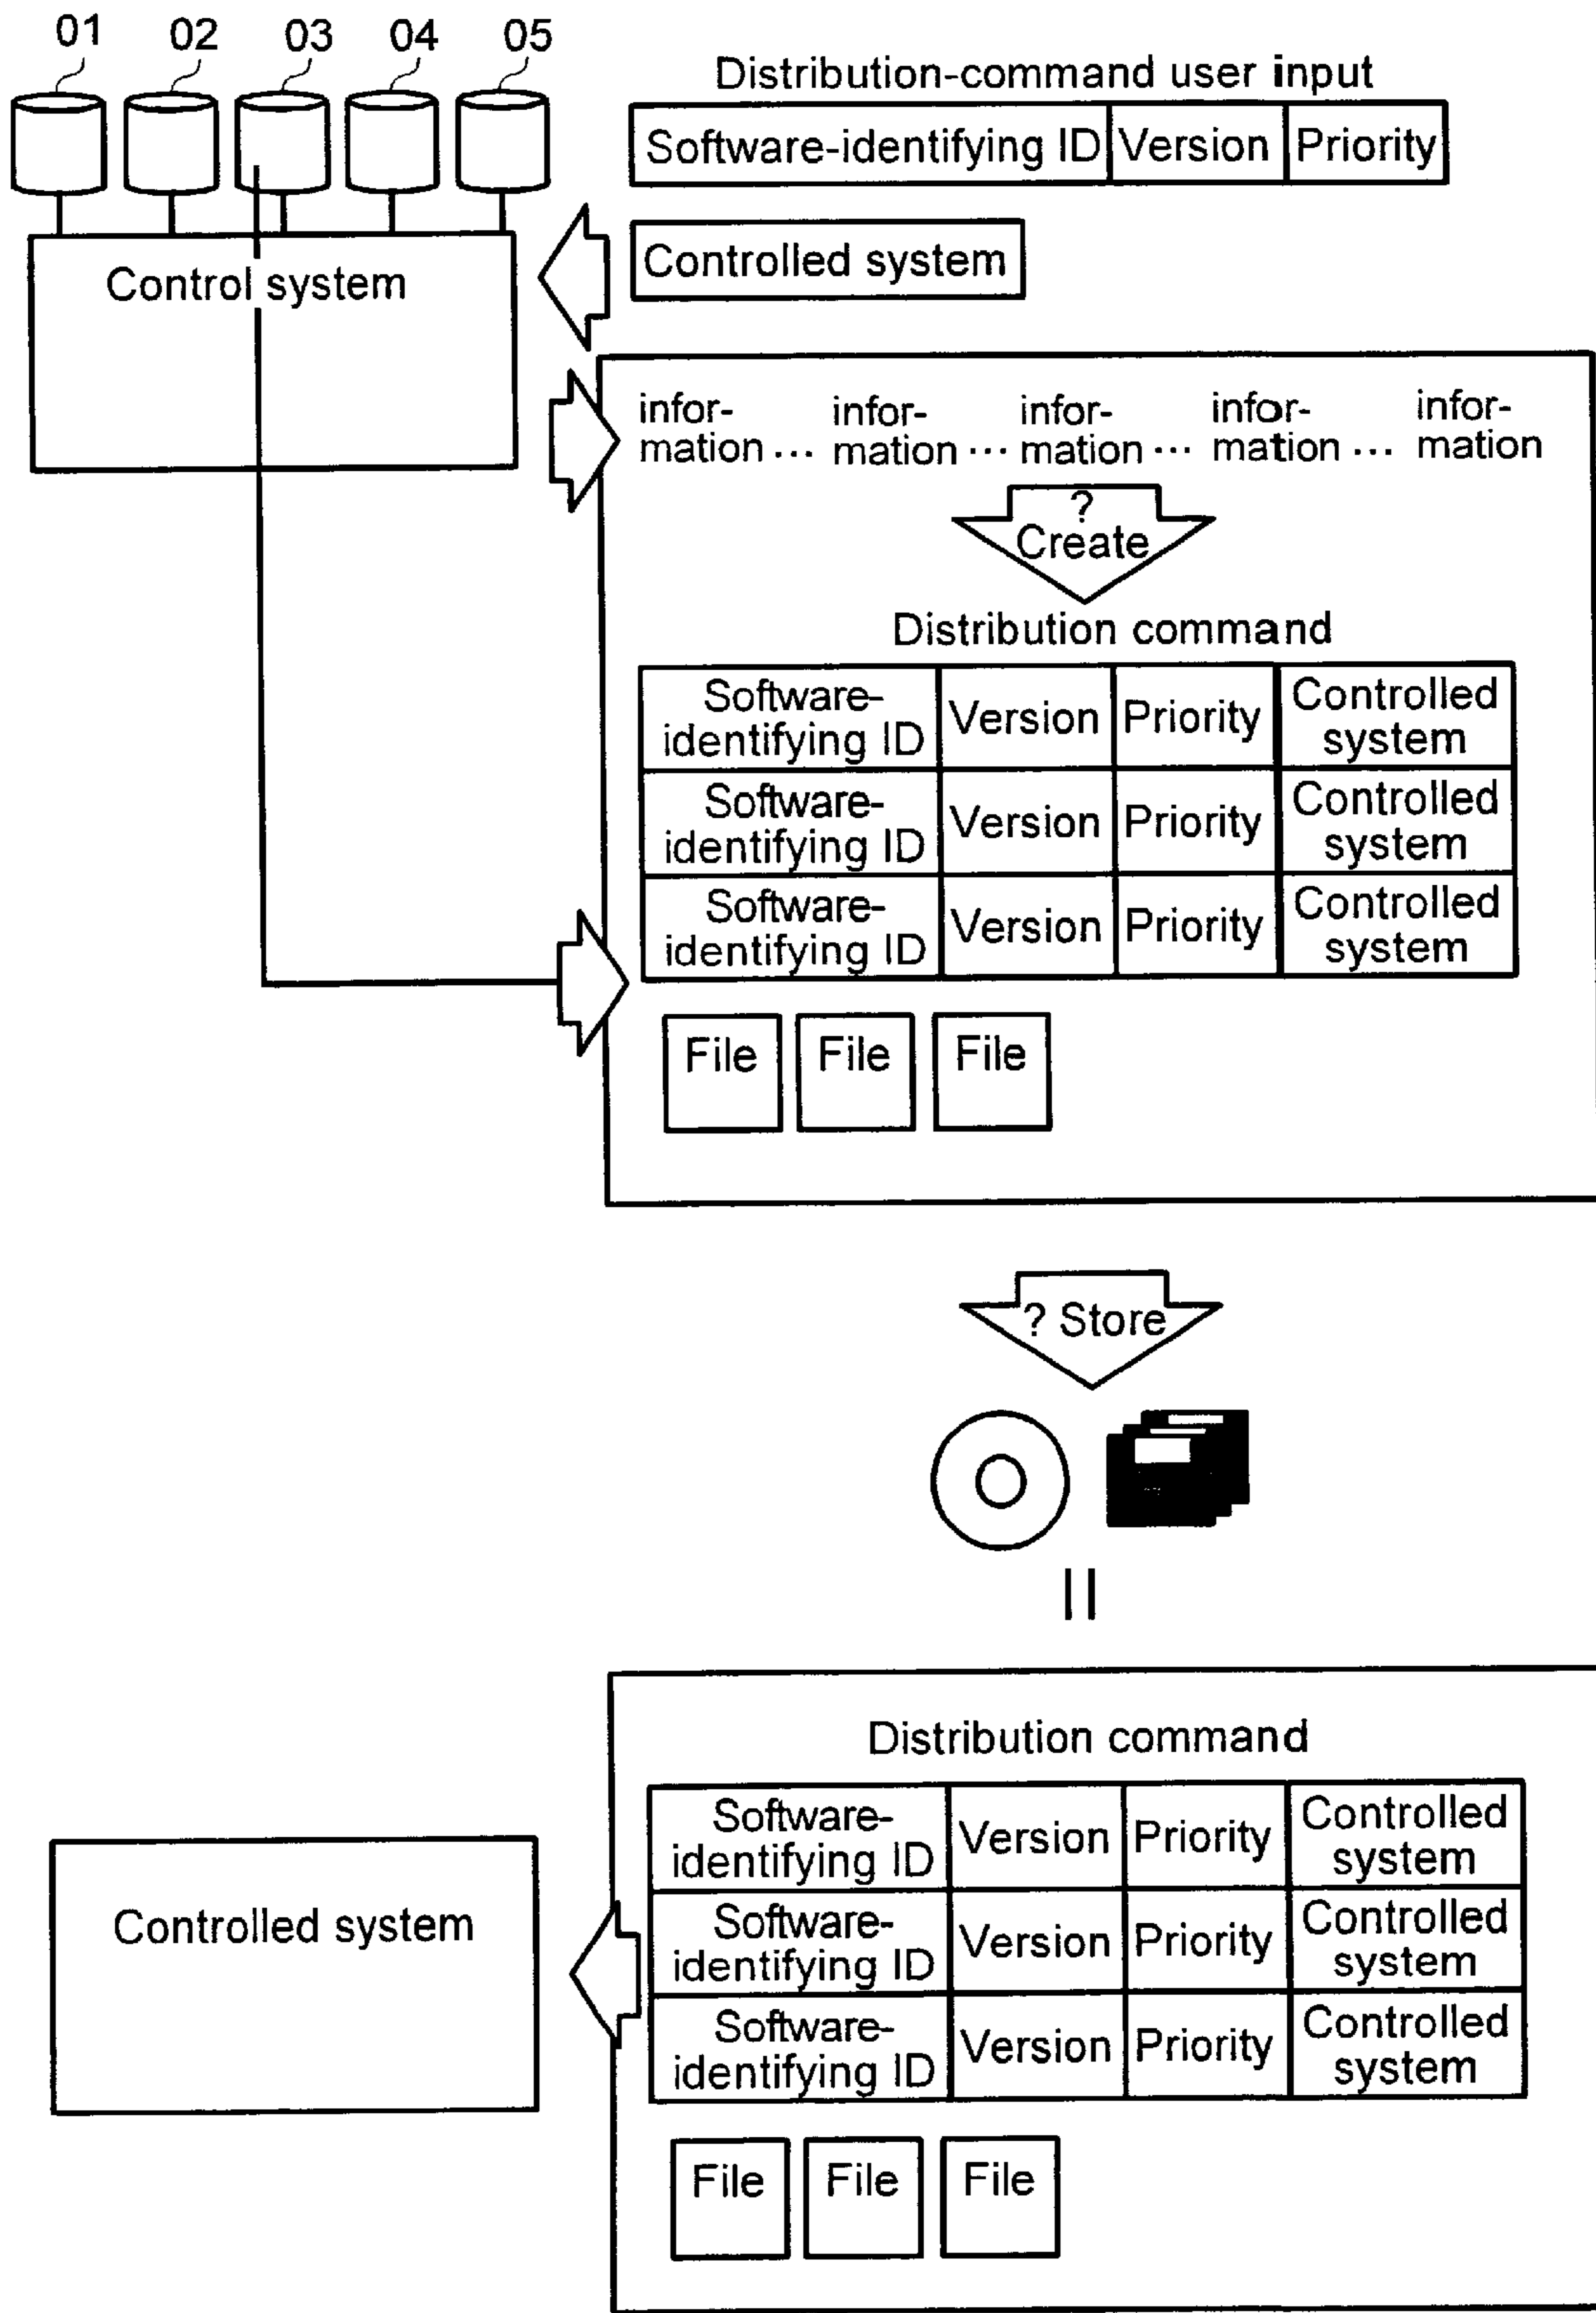 01 02 03 04 05
Distribution-command user input
Software-identifying ID Version Priority
Controlled system
Control system
infor- infor- infor- infor- infor-
mation ... mation ... mation ... mation ... mation
?
Create
Distribution command
Software-
identifying ID Version Priority Controlled
system
Software-
identifying ID Version Priority Controlled
system
Software-
identifying ID Version Priority Controlled
system
File File File
? Store
Distribution command
Software-
identifying ID Version Priority Controlled
system
Software-
identifying ID Version Priority Controlled
system
Software-
identifying ID Version Priority Controlled
system
Controlled system
File File File